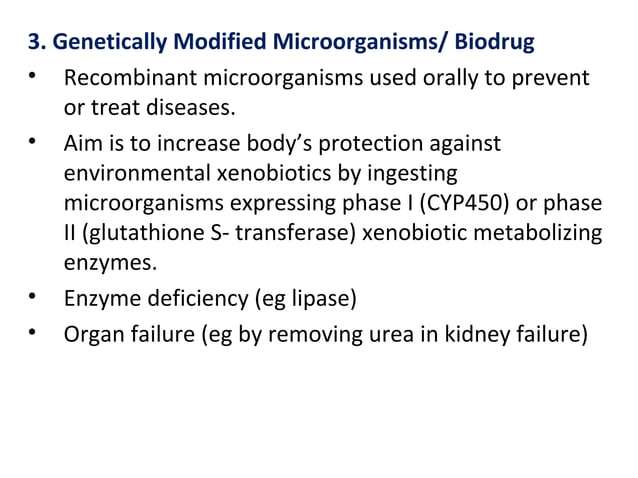 3. Genetically Modified Microorganisms/ Biodrug
• Recombinant microorganisms used orally to prevent
or treat diseases.
• Aim is to increase body’s protection against
environmental xenobiotics by ingesting
microorganisms expressing phase I (CYP450) or phase
II (glutathione S- transferase) xenobiotic metabolizing
enzymes.
• Enzyme deficiency (eg lipase)
• Organ failure (eg by removing urea in kidney failure)